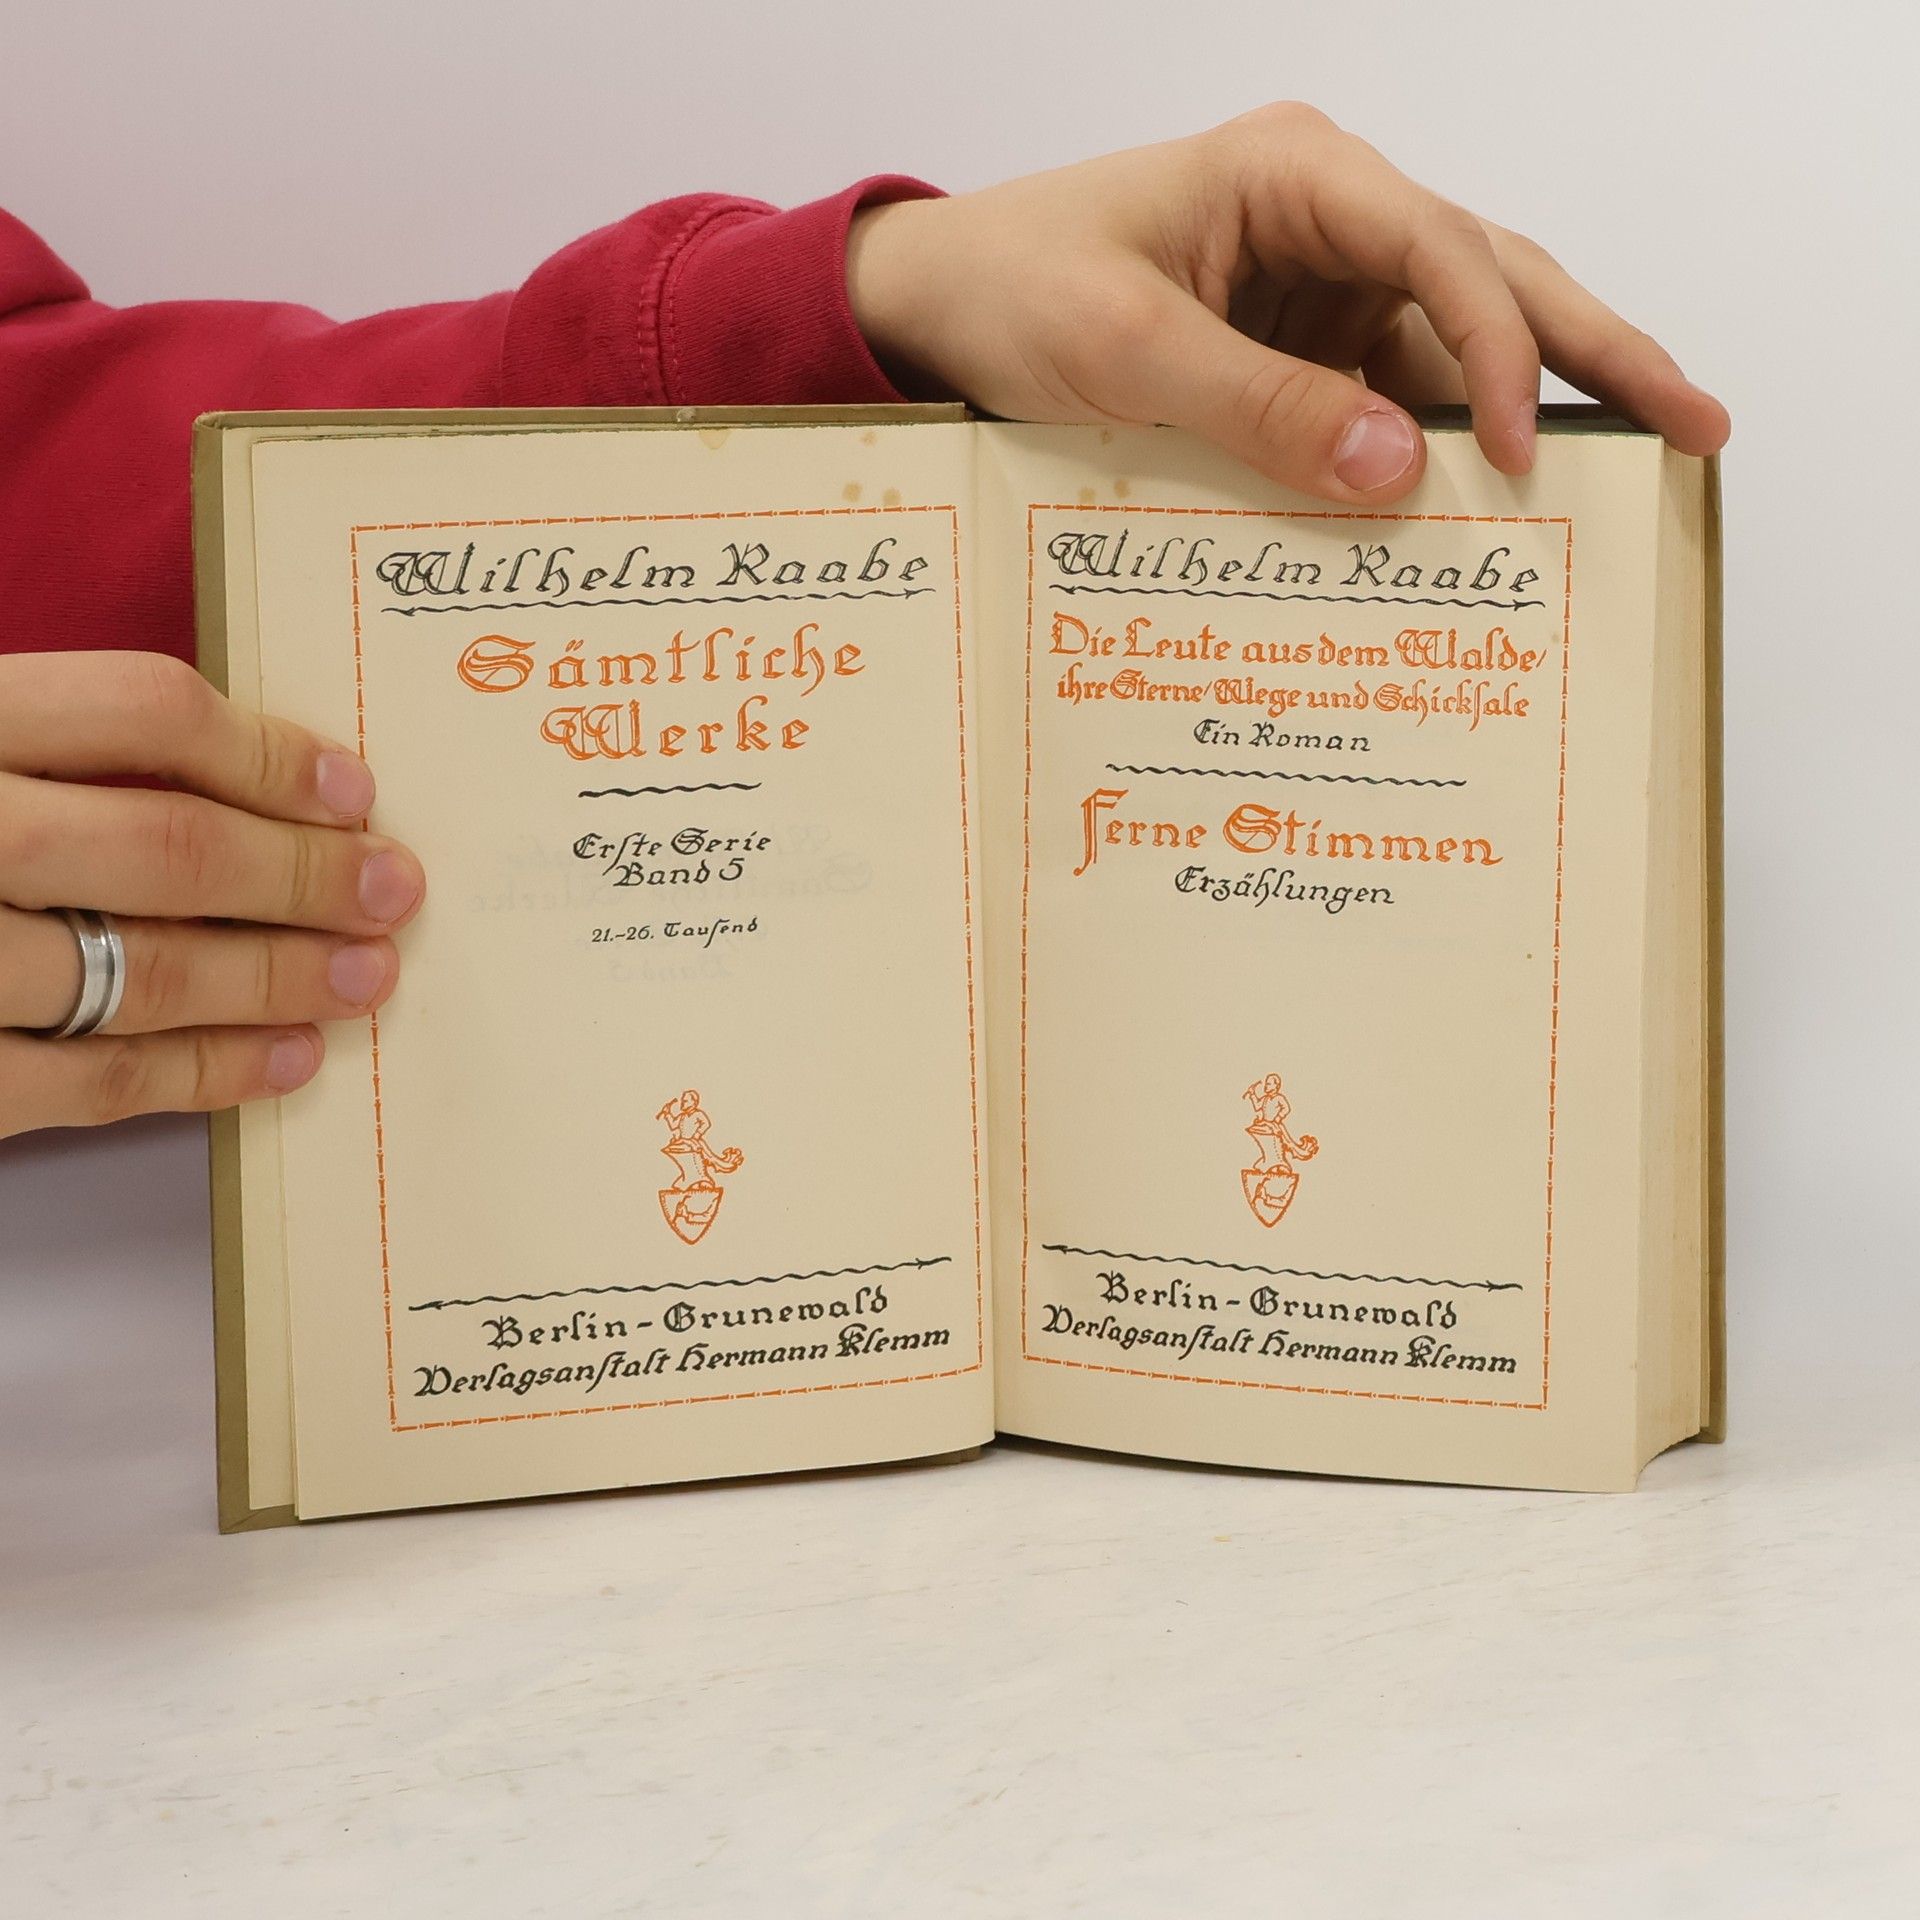 Wilhelm Raabe
Sämtliche
Werke
Erste Serie
Band 5
21.-26. Tausend
Berlin-Grunewald
Verlagsanstalt Hermann Klemm
Wilhelm Raabe
Die Leute aus dem Walde/
ihre Sterne/Wege und Schicksale
Ein Roman
Ferne Stimmen
Erzählungen
Berlin-Grunewald
Verlagsanstalt Hermann Klemm